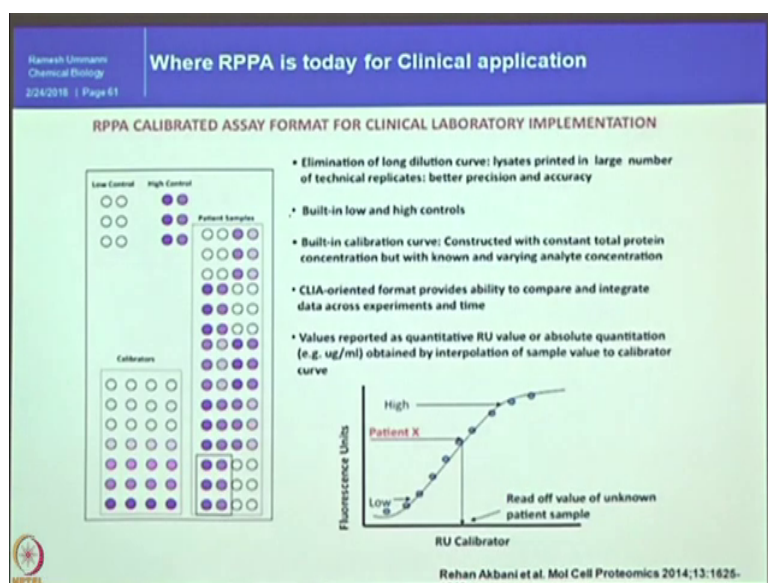 Ramesh Ummanni
Chemical Biology
2/24/2018 | Page 61
Where RPPA is today for Clinical application
RPPA CALIBRATED ASSAY FORMAT FOR CLINICAL LABORATORY IMPLEMENTATION
Low Control High Control
Patient Samples
Calibrators
• Elimination of long dilution curve: lysates printed in large number
of technical replicates: better precision and accuracy
• Built-in low and high controls
• Built-in calibration curve: Constructed with constant total protein
concentration but with known and varying analyte concentration
• CLIA-oriented format provides ability to compare and integrate
data across experiments and time
• Values reported as quantitative RU value or absolute quantitation
(e.g. ug/ml) obtained by interpolation of sample value to calibrator
curve
Fluorescence Units
High
Patient X
Low
Read off value of unknown
patient sample
RU Calibrator
Rehan Akbani et al. Mol Cell Proteomics 2014;13:1625-
NPTEL